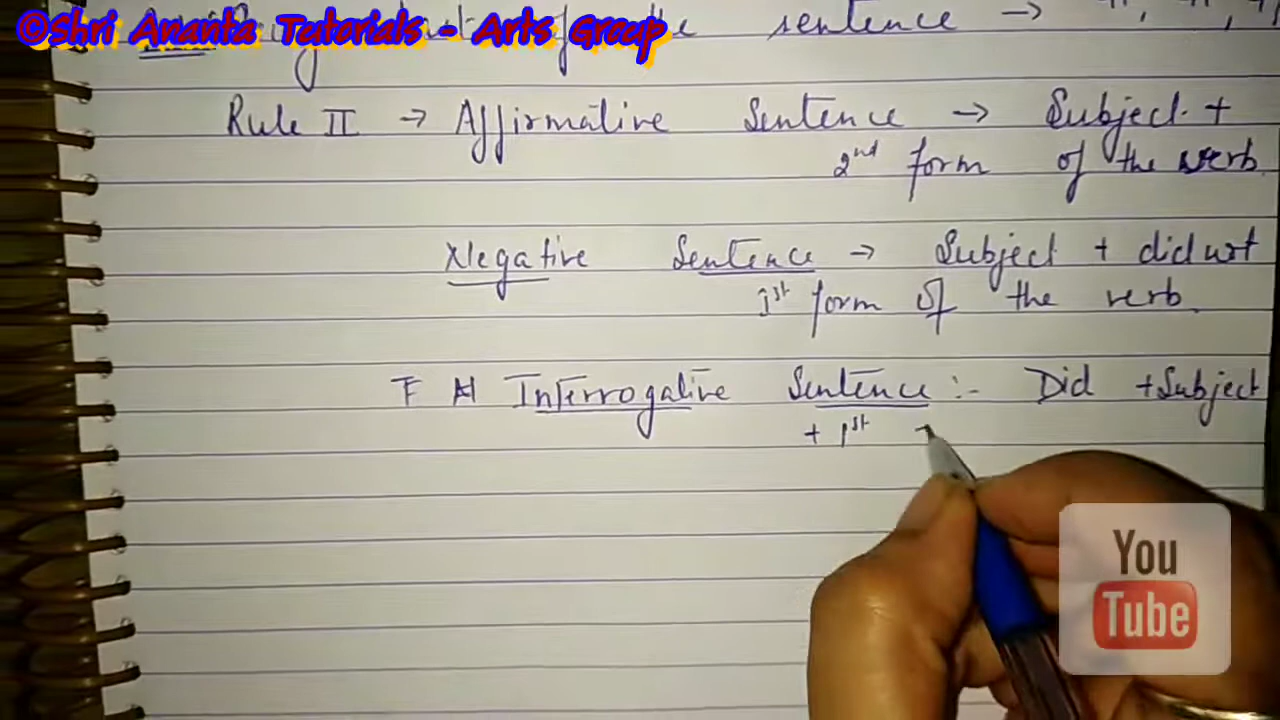 ©Shri Ananta Tutorials - Arts Group
the sentence →
Rule II → Affirmative Sentence → Subject +
2nd form of the verb.
Negative Sentence → Subject + did not
1st form of the verb.
Interrogative Sentence :- Did + Subject
+ 1st
You
Tube